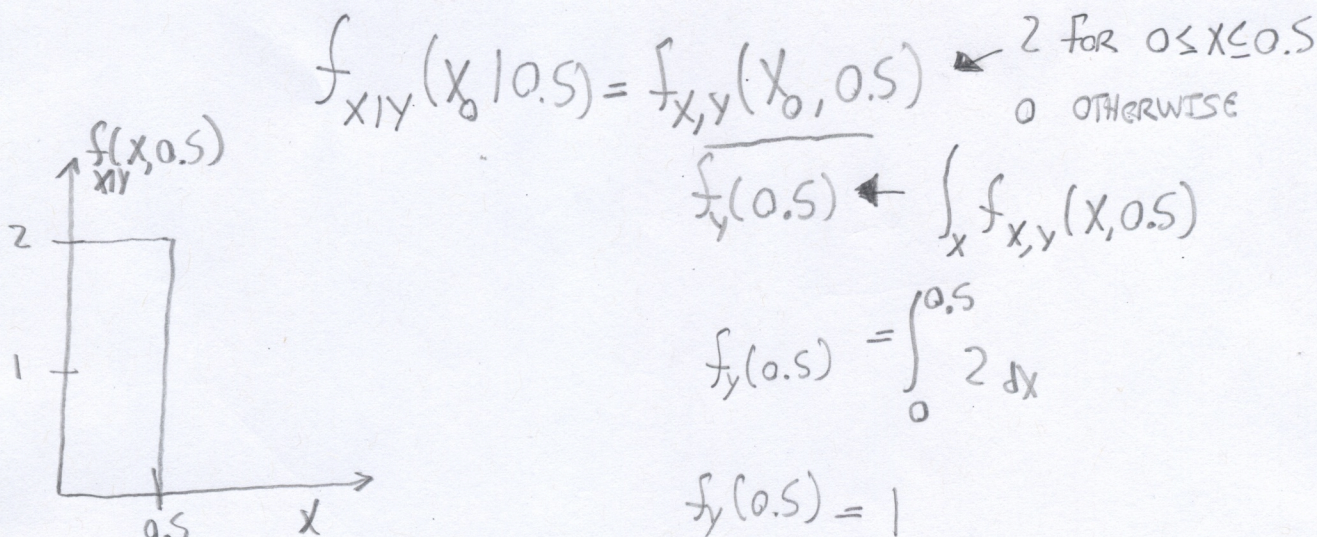 f_{X|Y}(X_0|0.5) = f_{X,Y}(X_0, 0.5) ← 2 FOR 0≤X≤0.5
0 OTHERWISE
f_Y(0.5) ← ∫_X f_{X,Y}(X, 0.5)
f_{X|Y}(X, 0.5)
2
1
0.5
X
f_Y(0.5) = ∫_0^{0.5} 2 dX
f_Y(0.5) = 1